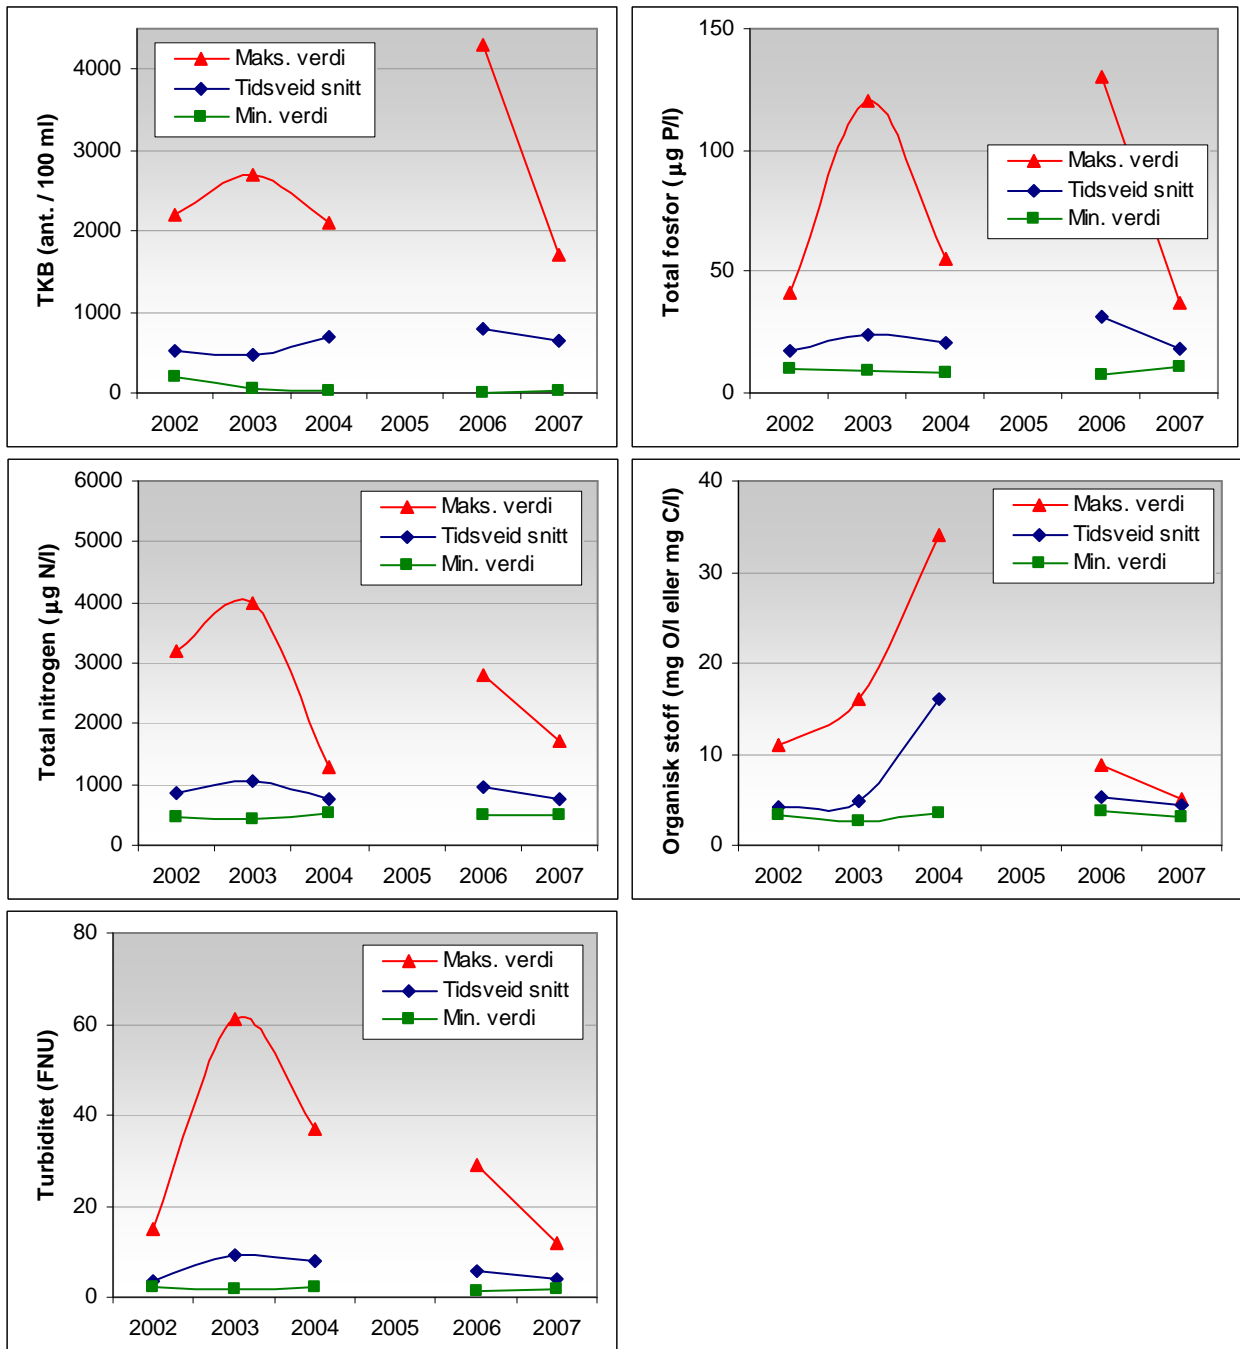 TKB (ant. / 100 ml)
4000
3000
2000
1000
0
Maks. verdi
Tidsveid snitt
Min. verdi
2002 2003 2004 2005 2006 2007
Total fosfor (µg P/l)
150
100
50
0
Maks. verdi
Tidsveid snitt
Min. verdi
2002 2003 2004 2005 2006 2007
Total nitrogen (µg N/l)
6000
5000
4000
3000
2000
1000
0
Maks. verdi
Tidsveid snitt
Min. verdi
2002 2003 2004 2005 2006 2007
Organisk stoff (mg O/l eller mg C/l)
40
30
20
10
0
Maks. verdi
Tidsveid snitt
Min. verdi
2002 2003 2004 2005 2006 2007
Turbiditet (FNU)
80
60
40
20
0
Maks. verdi
Tidsveid snitt
Min. verdi
2002 2003 2004 2005 2006 2007